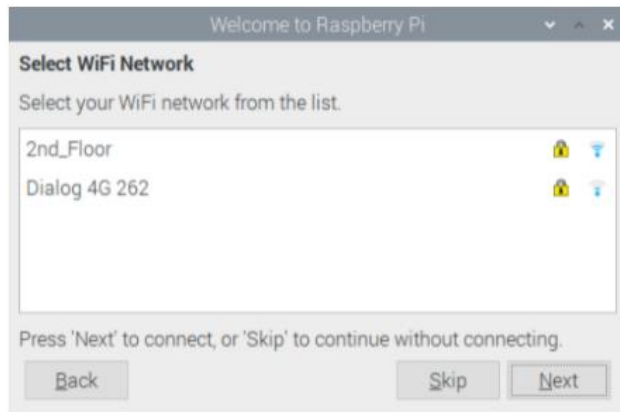 Welcome to Raspberry Pi
Select WiFi Network
Select your WiFi network from the list.
2nd_Floor
Dialog 4G 262
Press 'Next' to connect, or 'Skip' to continue without connecting.
Back Skip Next